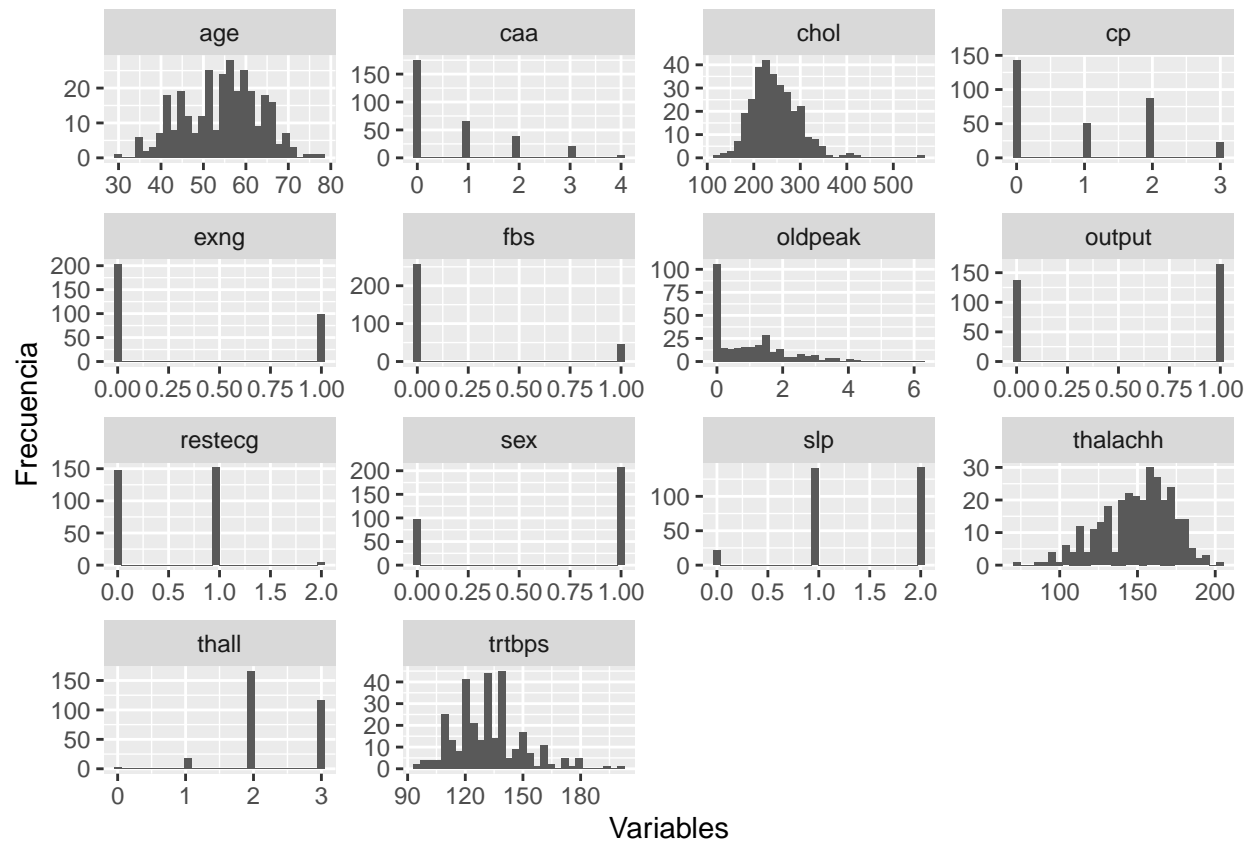 age caa chol cp
20 150 40 150
10 100 30 100
0 50 20 50
0 10 0
0
30 40 50 60 70 80 0 1 2 3 4 100 200 300 400 500 0 1 2 3
exng fbs oldpeak output
200 200 100 150
150 100 75 100
100 0 50 50
50 25 0
0 0
0.00 0.25 0.50 0.75 1.00 0.00 0.25 0.50 0.75 1.00 0 2 4 6 0.00 0.25 0.50 0.75 1.00
Frecuencia
restecg sex slp thalachh
150 200 100 30
100 150 50 20
50 100 0 10
0 50 0
0
0.0 0.5 1.0 1.5 2.0 0.00 0.25 0.50 0.75 1.00 0.0 0.5 1.0 1.5 2.0 100 150 200
thall trtbps
150 40
100 30
50 20
0 10
0
0 1 2 3 90 120 150 180
Variables